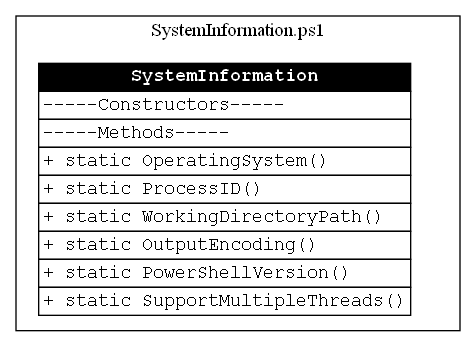 SystemInformation.ps1
SystemInformation
-----Constructors-----
-----Methods-----
+ static OperatingSystem()
+ static ProcessID()
+ static WorkingDirectoryPath()
+ static OutputEncoding()
+ static PowerShellVersion()
+ static SupportMultipleThreads()